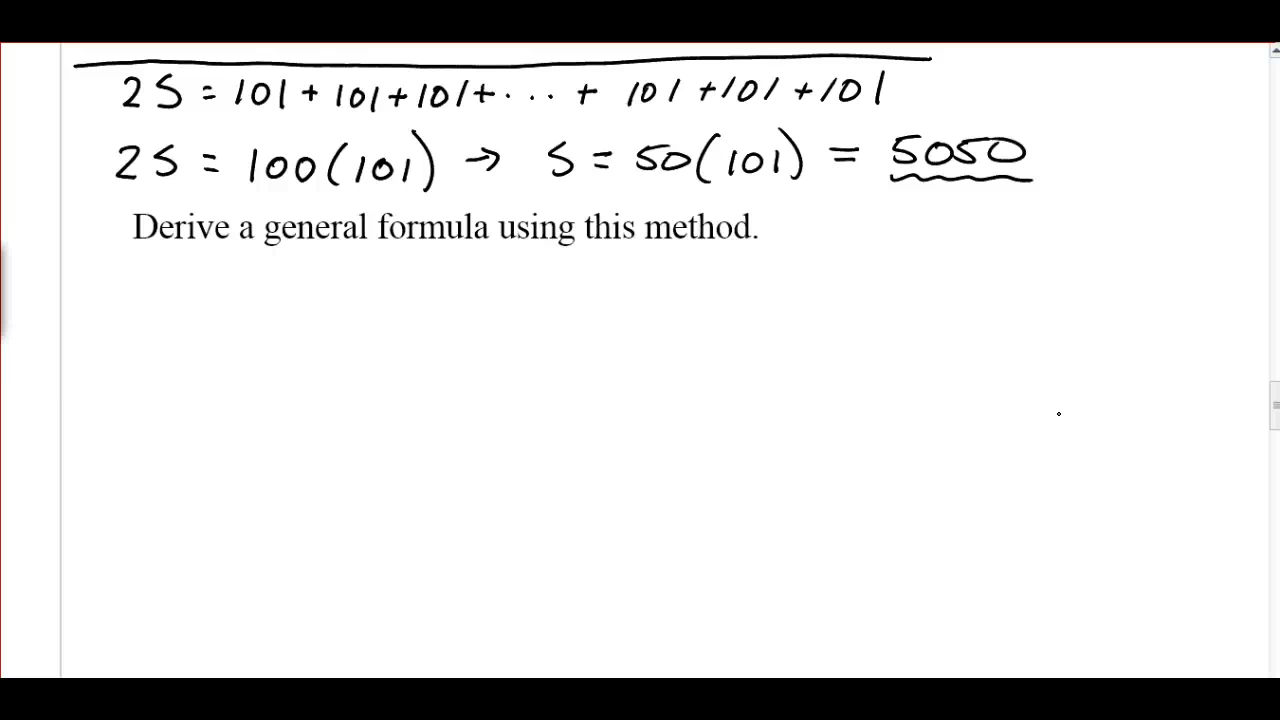 2S = 101 + 101 + 101 + · ... + 101 + 101 + 101
2S = 100(101) → S = 50(101) = 5050
Derive a general formula using this method.